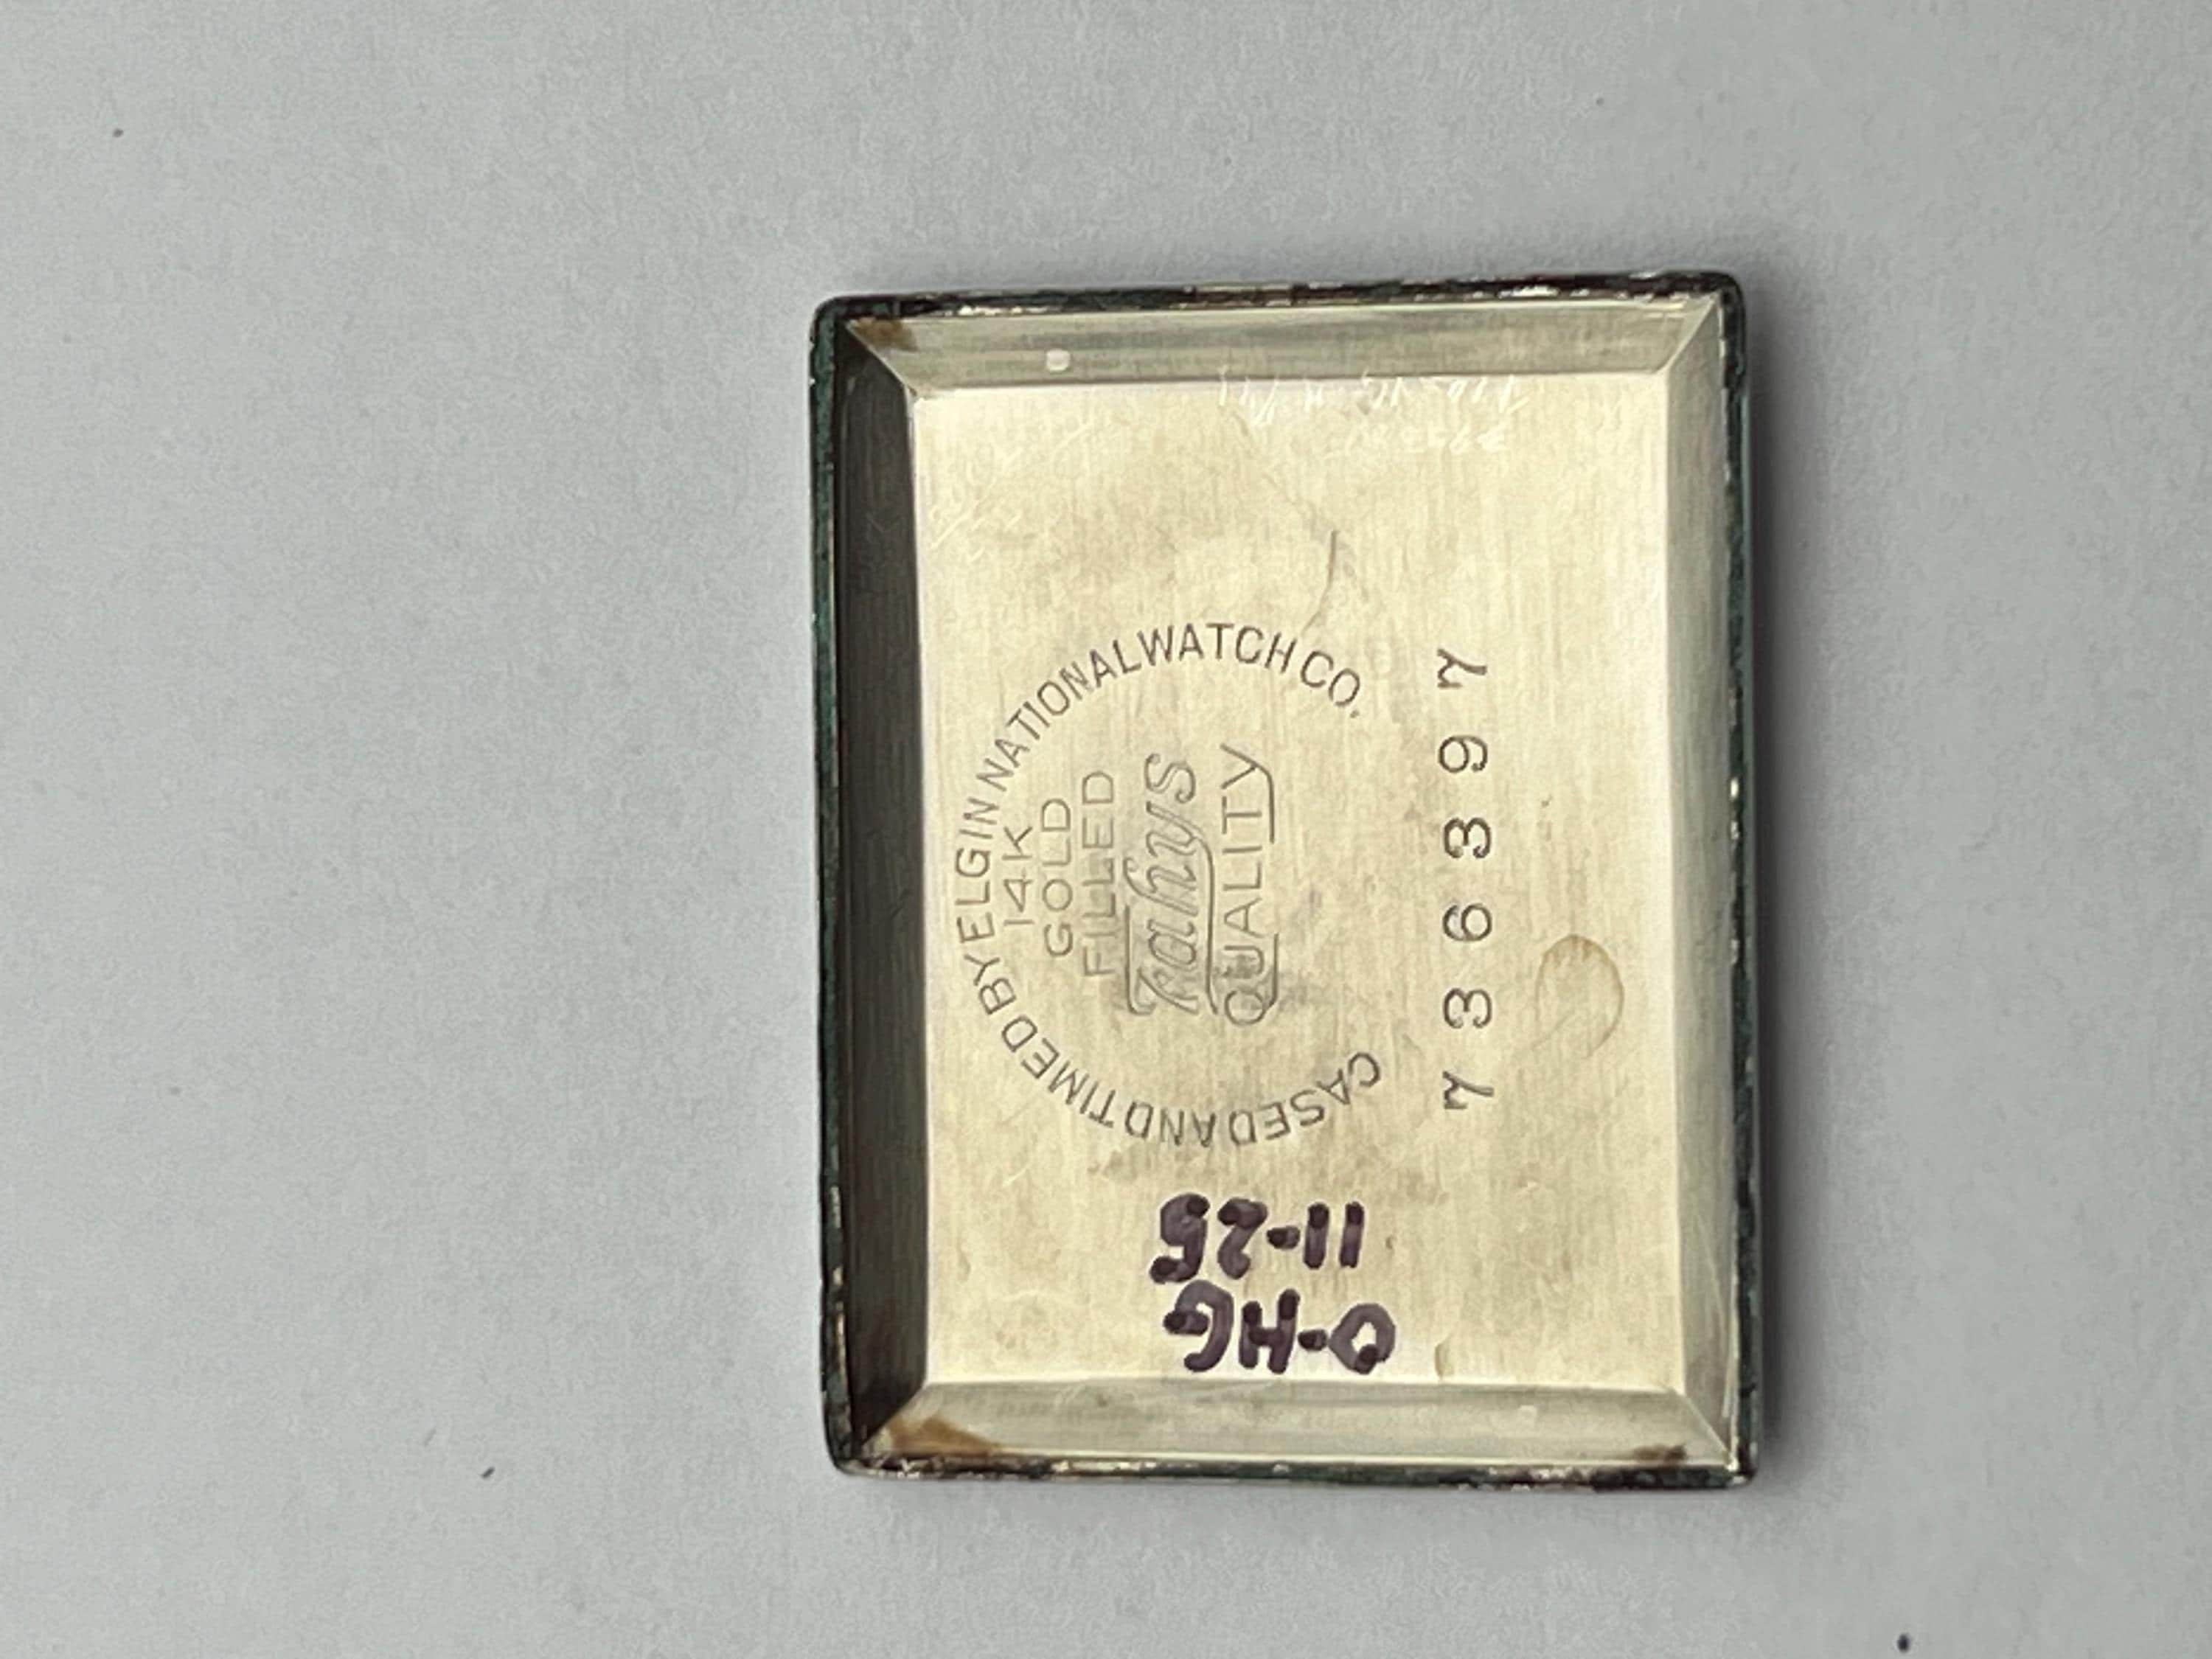 CASED AND TIMED BY ELGIN NATIONAL WATCH CO.
14K
GOLD
FILLED
Fahys
QUALITY
736397
O-HG
11-25